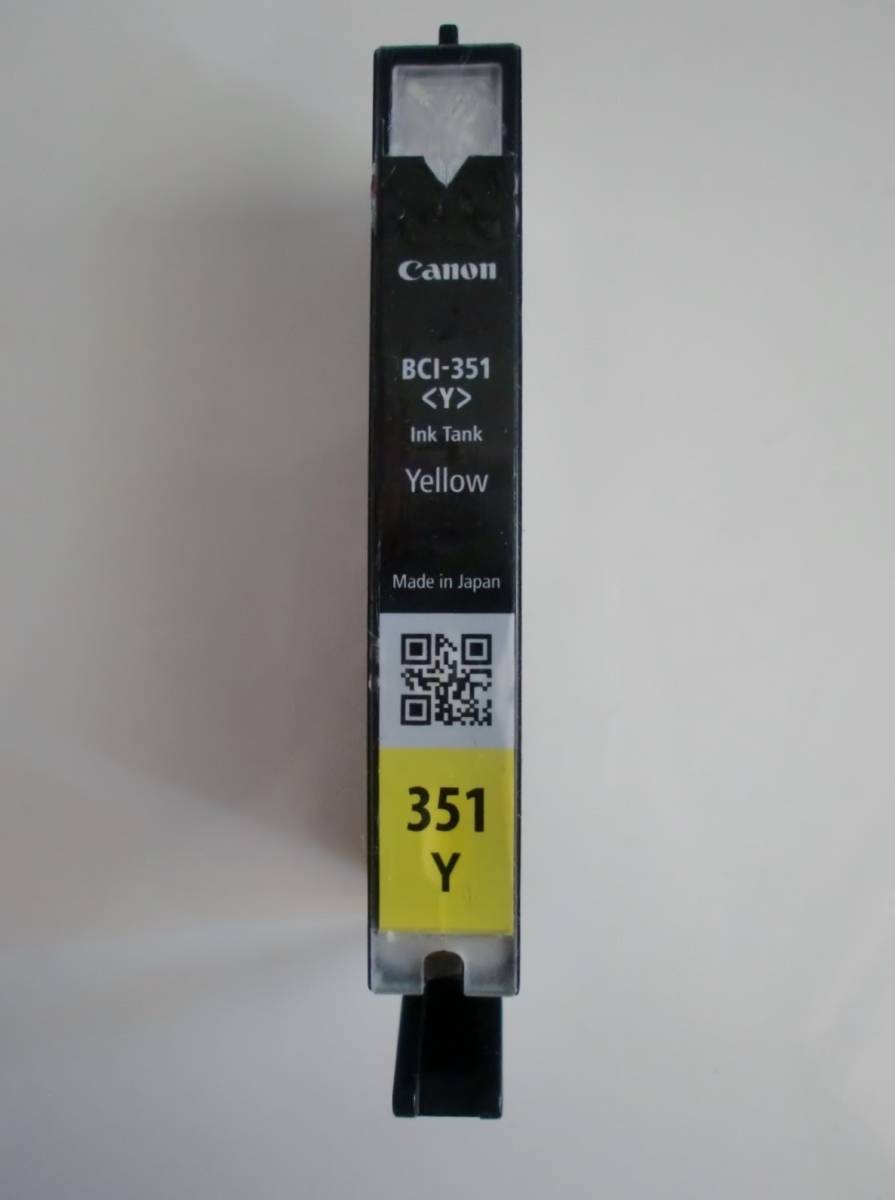 Canon
BCI-351
<Y>
Ink Tank
Yellow
Made in Japan
351
Y